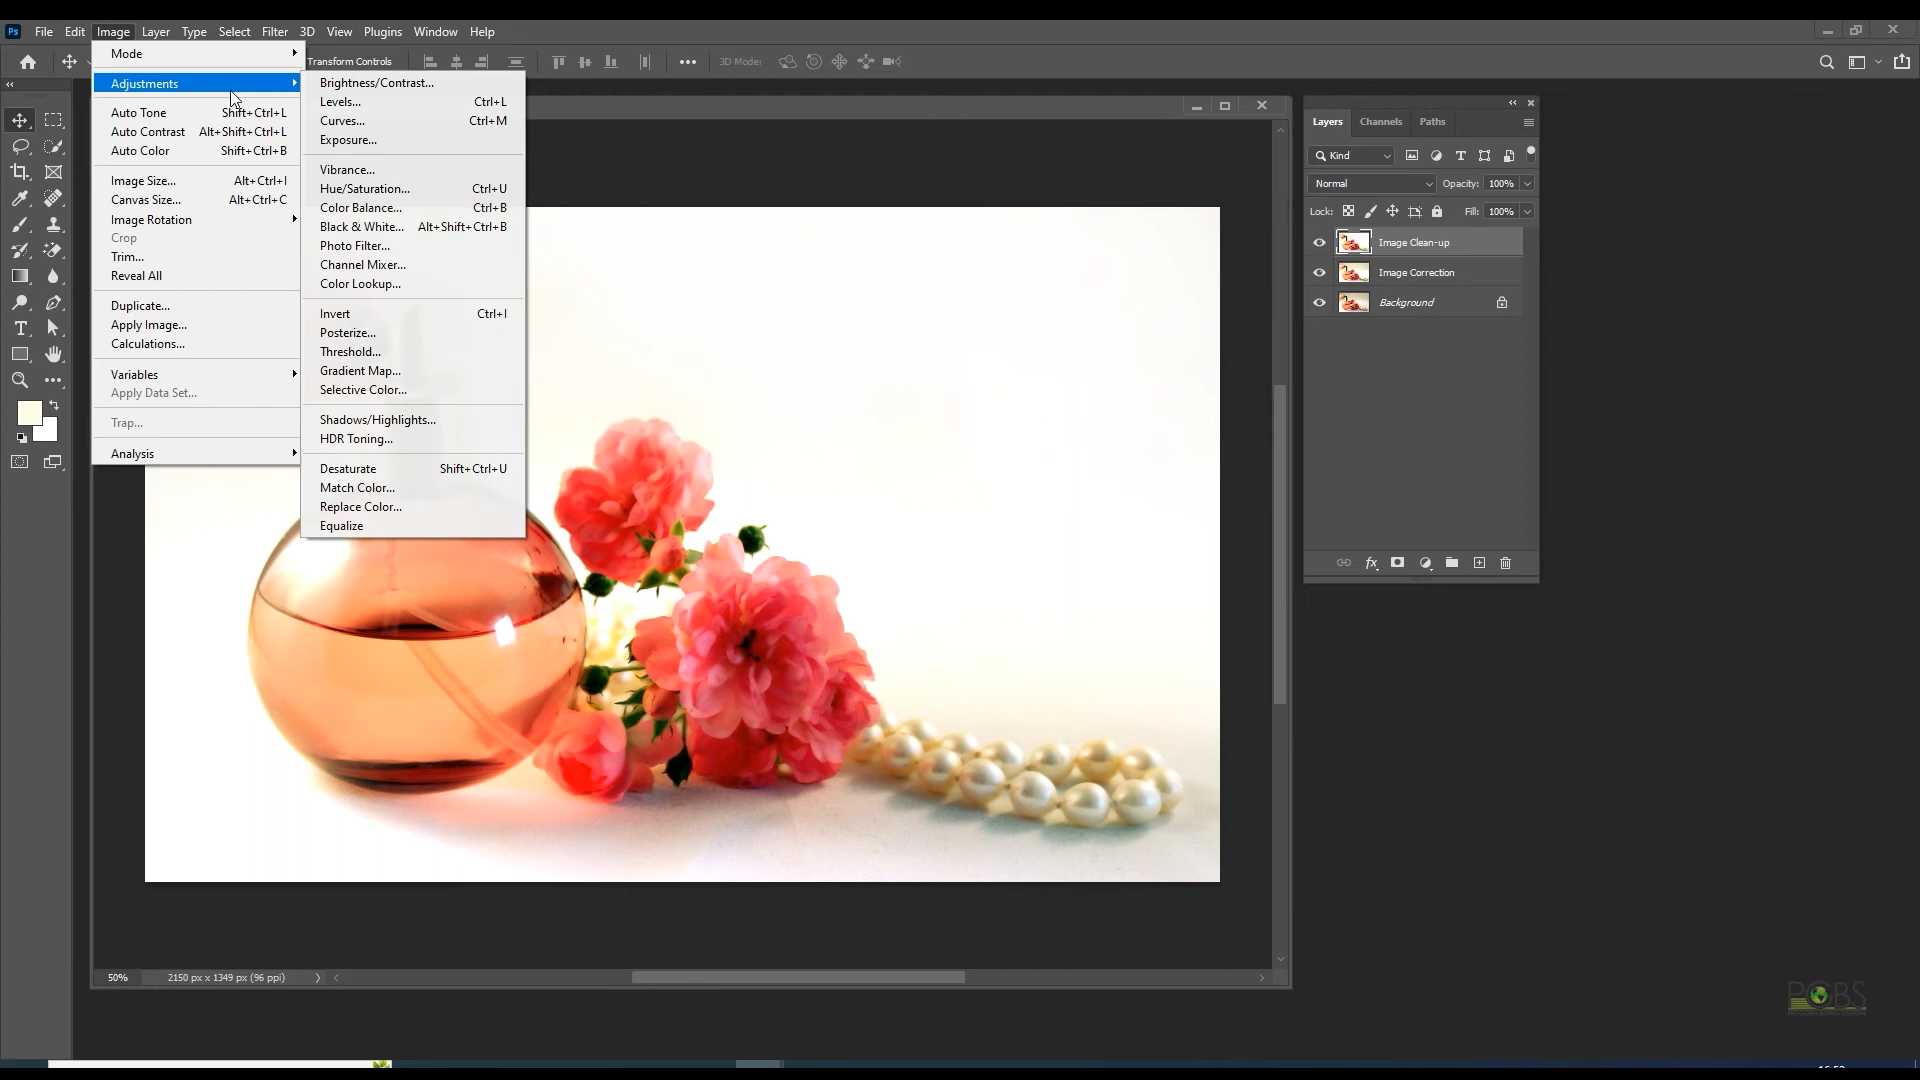 Ps File Edit Image Layer Type Select Filter 3D View Plugins Window Help
Transform Controls 3D Mode:
Mode
Adjustments
Auto Tone Shift+Ctrl+L
Auto Contrast Alt+Shift+Ctrl+L
Auto Color Shift+Ctrl+B
Image Size... Alt+Ctrl+I
Canvas Size... Alt+Ctrl+C
Image Rotation
Crop
Trim...
Reveal All
Duplicate...
Apply Image...
Calculations...
Variables
Apply Data Set...
Trap...
Analysis
Brightness/Contrast...
Levels... Ctrl+L
Curves... Ctrl+M
Exposure...
Vibrance...
Hue/Saturation... Ctrl+U
Color Balance... Ctrl+B
Black & White... Alt+Shift+Ctrl+B
Photo Filter...
Channel Mixer...
Color Lookup...
Invert Ctrl+I
Posterize...
Threshold...
Gradient Map...
Selective Color...
Shadows/Highlights...
HDR Toning...
Desaturate Shift+Ctrl+U
Match Color...
Replace Color...
Equalize
Layers Channels Paths
Kind
Normal Opacity: 100%
Lock: Fill: 100%
Image Clean-up
Image Correction
Background
50% 2150 px x 1349 px (96 ppi)
PGBS